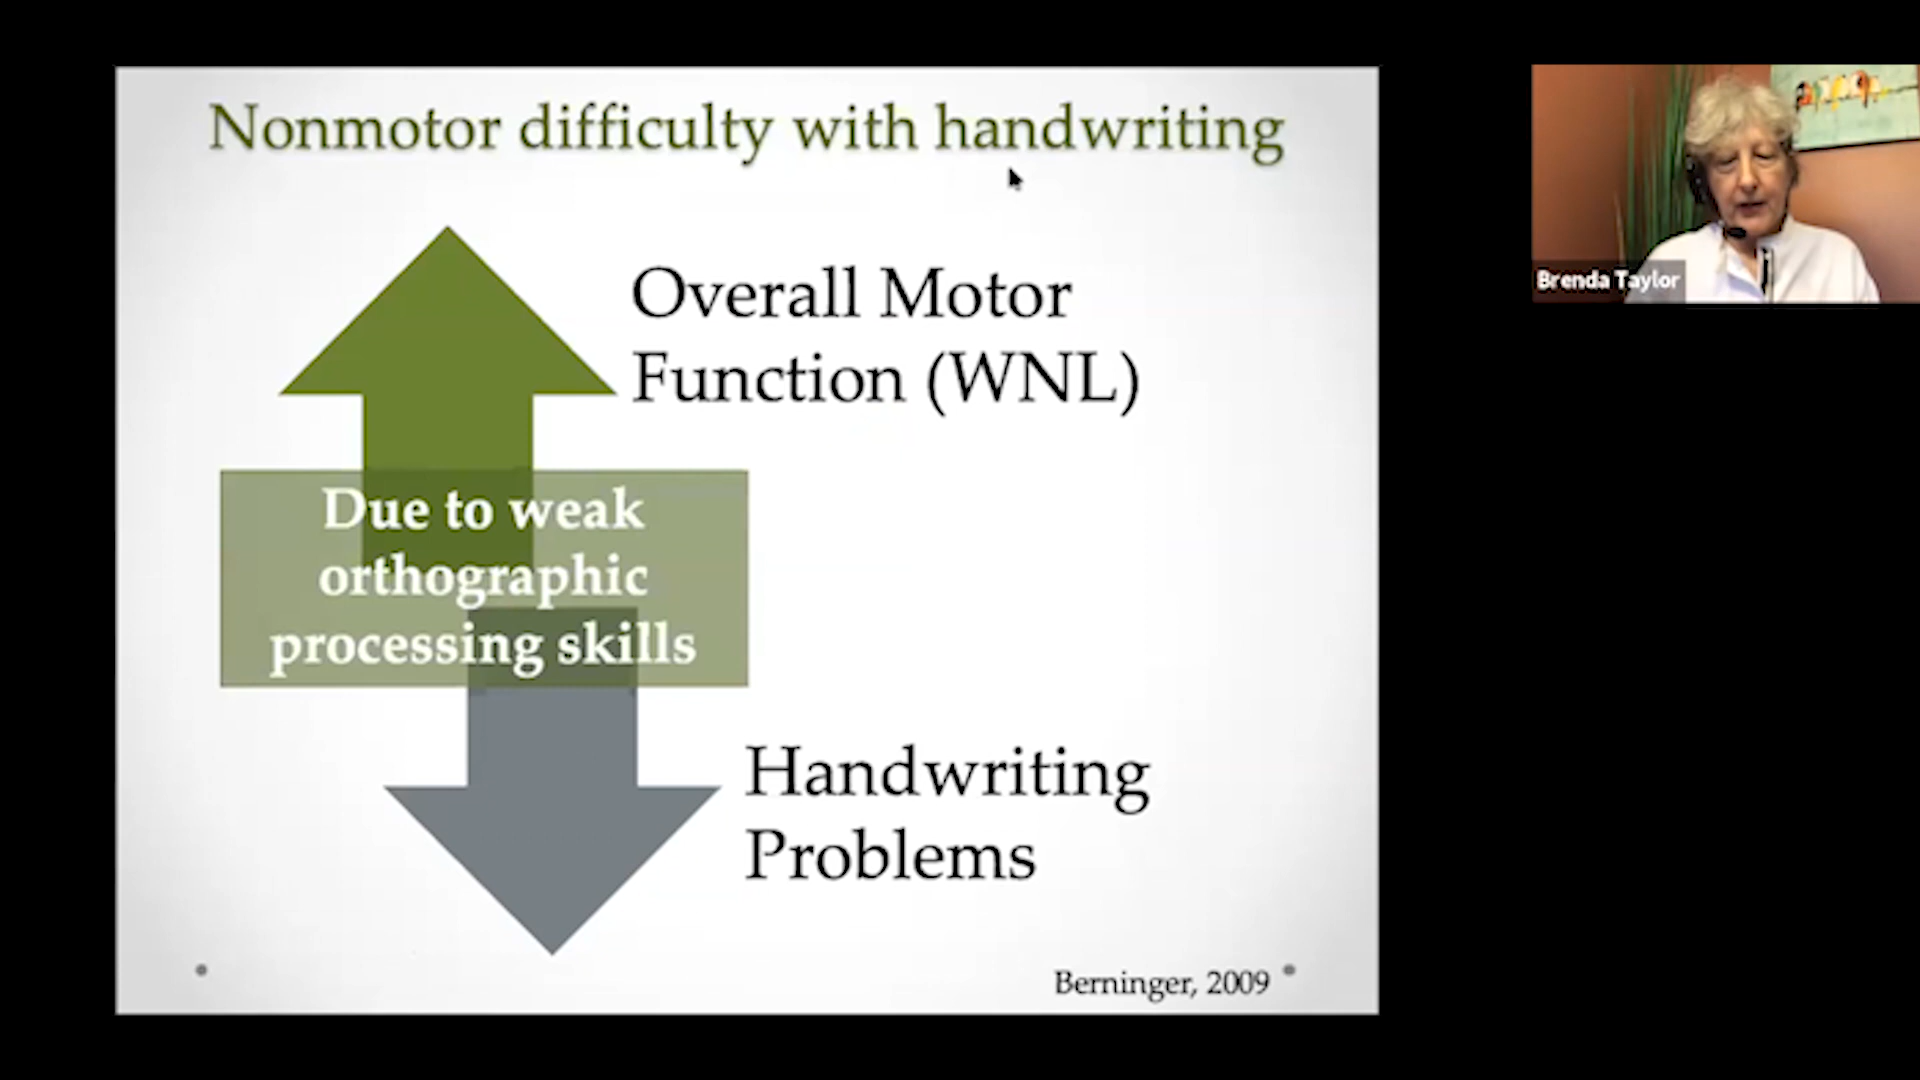 Nonmotor difficulty with handwriting
Overall Motor
Function (WNL)
Due to weak
orthographic
processing skills
Handwriting
Problems
Berninger, 2009
Brenda Taylor